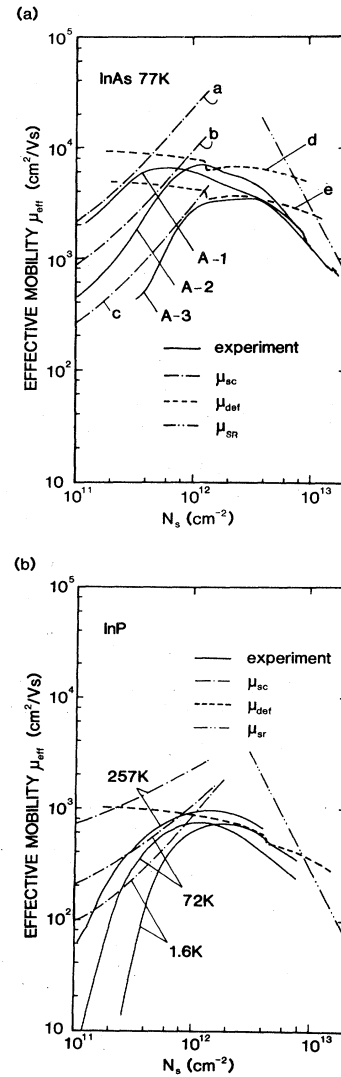 (a)
10⁵
InAs 77K
a
b
d
e
10⁴
10³
10²
10
A-1
A-2
A-3
c
experiment
μsc
μdef
μSR
EFFECTIVE MOBILITY μeff (cm²/Vs)
10¹¹ 10¹² 10¹³
Ns (cm⁻²)
(b)
10⁵
InP
experiment
μsc
μdef
μsr
10⁴
257K
10³
72K
10²
1.6K
10
EFFECTIVE MOBILITY μeff (cm²/Vs)
10¹¹ 10¹² 10¹³
Ns (cm⁻²)